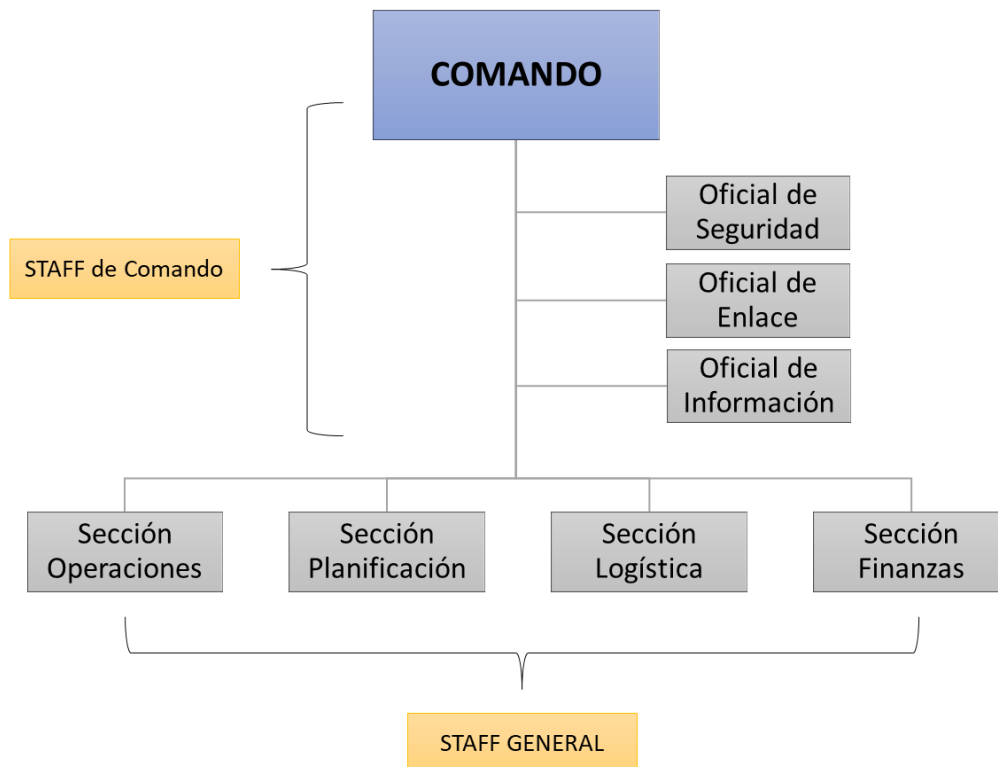 COMANDO
Oficial de
Seguridad
STAFF de Comando
Oficial de
Enlace
Oficial de
Información
Sección
Operaciones
Sección
Planificación
Sección
Logística
Sección
Finanzas
STAFF GENERAL